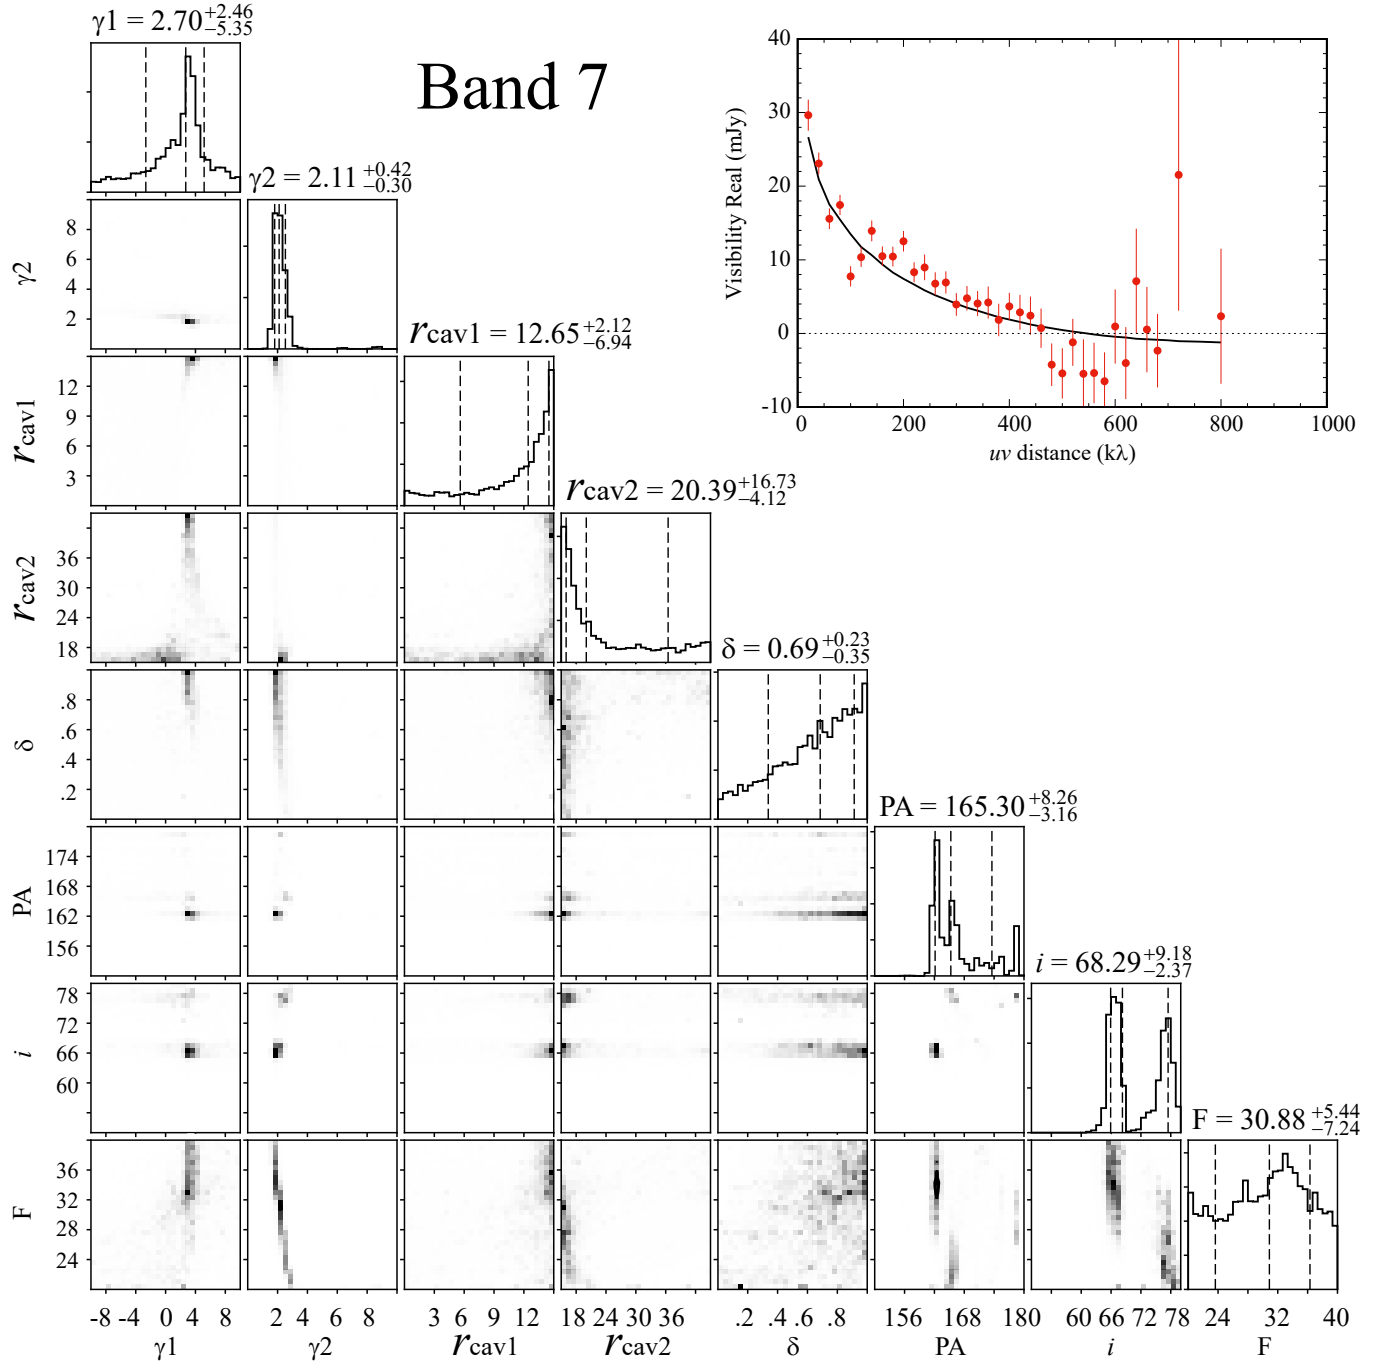 γ1 = 2.70 +2.46 −5.35
Band 7
γ2 = 2.11 +0.42 −0.30
rcav1 = 12.65 +2.12 −6.94
rcav2 = 20.39 +16.73 −4.12
δ = 0.69 +0.23 −0.35
PA = 165.30 +8.26 −3.16
i = 68.29 +9.18 −2.37
F = 30.88 +5.44 −7.24
40
30
20
10
0
-10
Visibility Real (mJy)
0 200 400 600 800 1000
uv distance (kλ)
γ2
8
6
4
2
rcav1
12
9
6
3
rcav2
36
30
24
18
δ
.8
.6
.4
.2
PA
174
168
162
156
i
78
72
66
60
F
36
32
28
24
-8 -4 0 4 8
2 4 6 8
3 6 9 12
18 24 30 36
.2 .4 .6 .8
156 168 180
60 66 72 78
24 32 40
γ1 γ2 rcav1 rcav2 δ PA i F